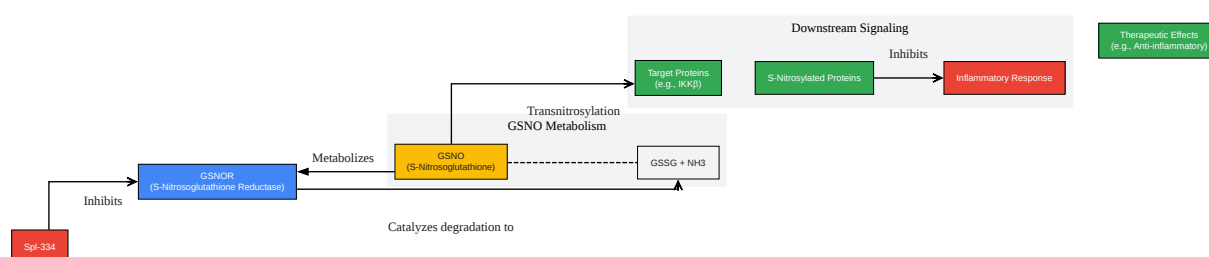 Downstream Signaling
Therapeutic Effects
(e.g., Anti-inflammatory)
Inhibits
Target Proteins
(e.g., IKKβ)
S-Nitrosylated Proteins
Inflammatory Response
Transnitrosylation
GSNO Metabolism
GSNO
(S-Nitrosoglutathione)
GSSG + NH3
Metabolizes
GSNOR
(S-Nitrosoglutathione Reductase)
Inhibits
Catalyzes degradation to
Spl-334